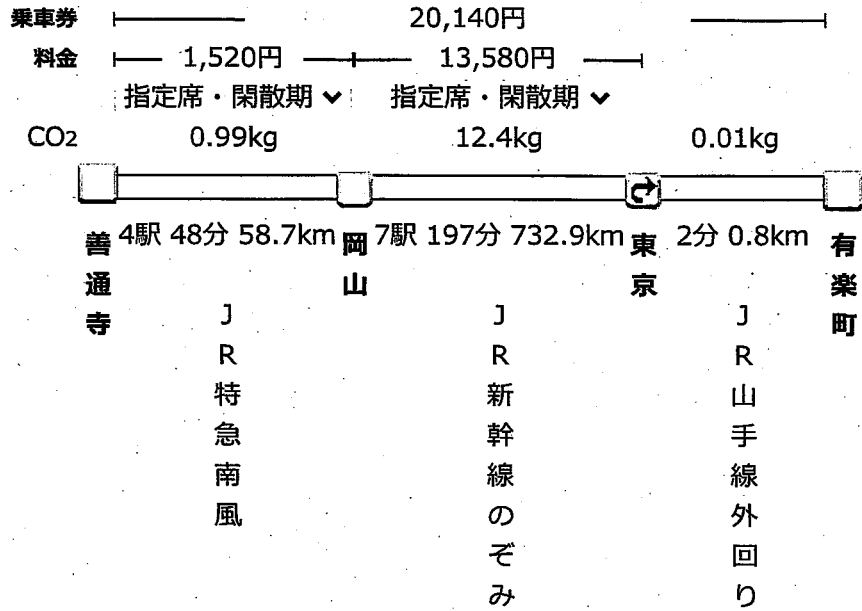 乗車券 20,140円
料金 1,520円 13,580円
指定席・閑散期 指定席・閑散期
CO2 0.99kg 12.4kg 0.01kg
善通寺 4駅 48分 58.7km 岡山 7駅 197分 732.9km 東京 2分 0.8km 有楽町
JR特急南風
JR新幹線のぞみ
JR山手線外回り